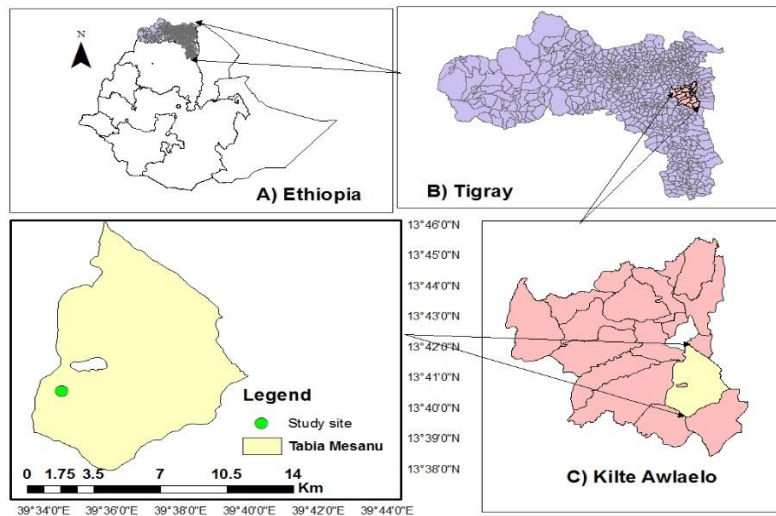 N
A) Ethiopia
B) Tigray
13°46'0"N
13°45'0"N
13°44'0"N
13°43'0"N
13°42'0"N
13°41'0"N
13°40'0"N
13°39'0"N
13°38'0"N
Legend
Study site
Tabia Mesanu
0 1.75 3.5 7 10.5 14
Km
39°34'0"E 39°36'0"E 39°38'0"E 39°40'0"E 39°42'0"E 39°44'0"E
C) Kilte Awlaelo